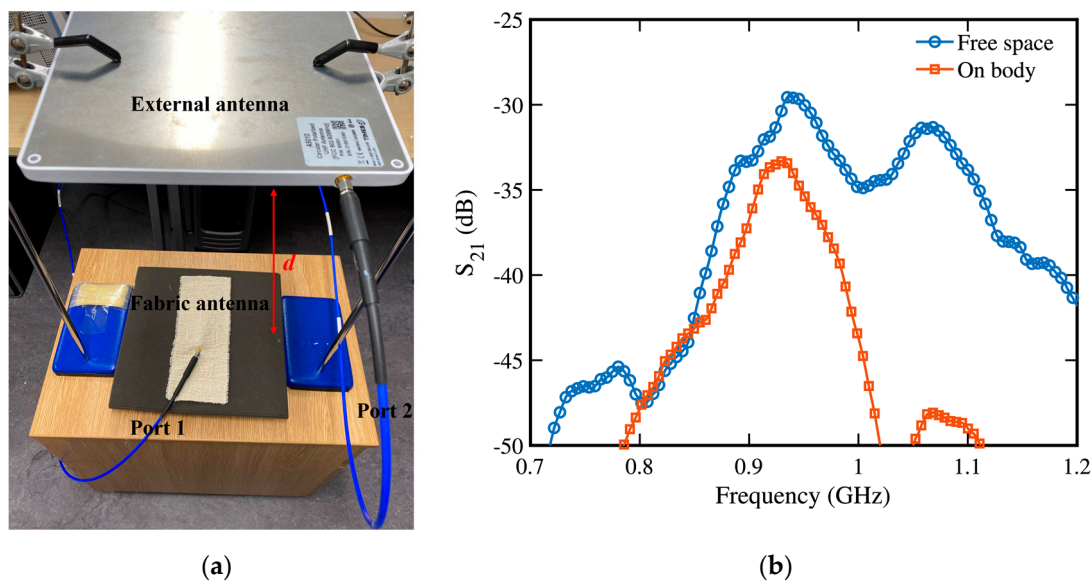 External antenna
d
Fabric antenna
Port 1
Port 2
(a)
-25
-30
-35
-40
-45
-50
S21 (dB)
Free space
On body
0.7 0.8 0.9 1 1.1 1.2
Frequency (GHz)
(b)